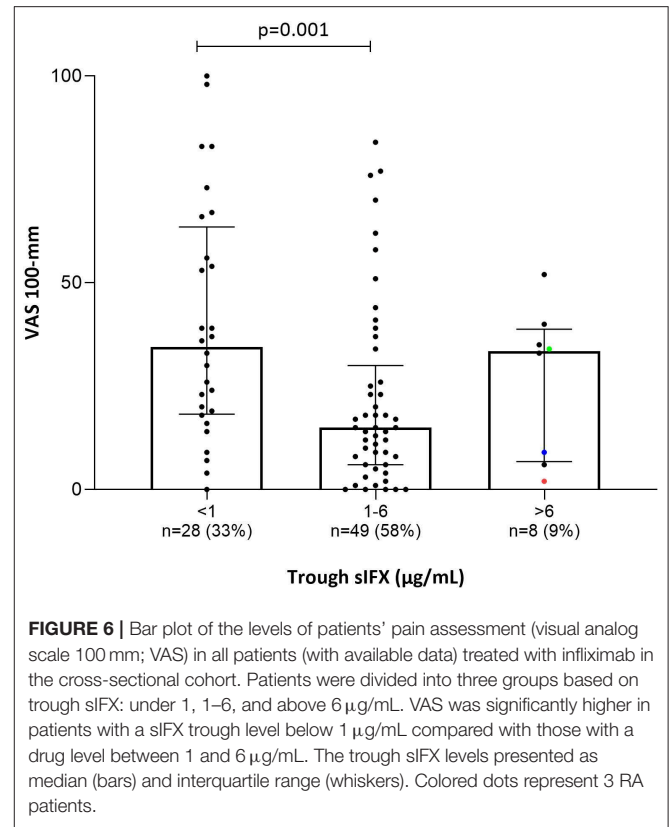 p=0.001
100
50
0
VAS 100-mm
<1
n=28 (33%)
1-6
n=49 (58%)
>6
n=8 (9%)
Trough sIFX (µg/mL)
FIGURE 6 | Bar plot of the levels of patients' pain assessment (visual analog
scale 100 mm; VAS) in all patients (with available data) treated with infliximab in
the cross-sectional cohort. Patients were divided into three groups based on
trough sIFX: under 1, 1–6, and above 6 µg/mL. VAS was significantly higher in
patients with a sIFX trough level below 1 µg/mL compared with those with a
drug level between 1 and 6 µg/mL. The trough sIFX levels presented as
median (bars) and interquartile range (whiskers). Colored dots represent 3 RA
patients.